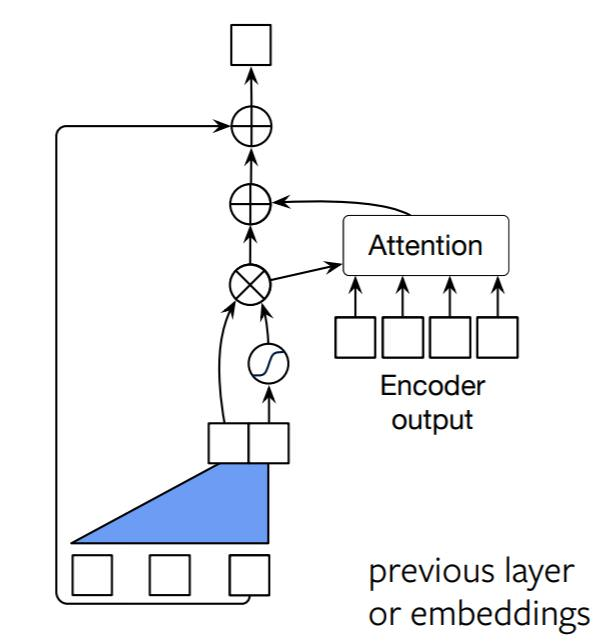 Attention
Encoder
output
previous layer
or embeddings